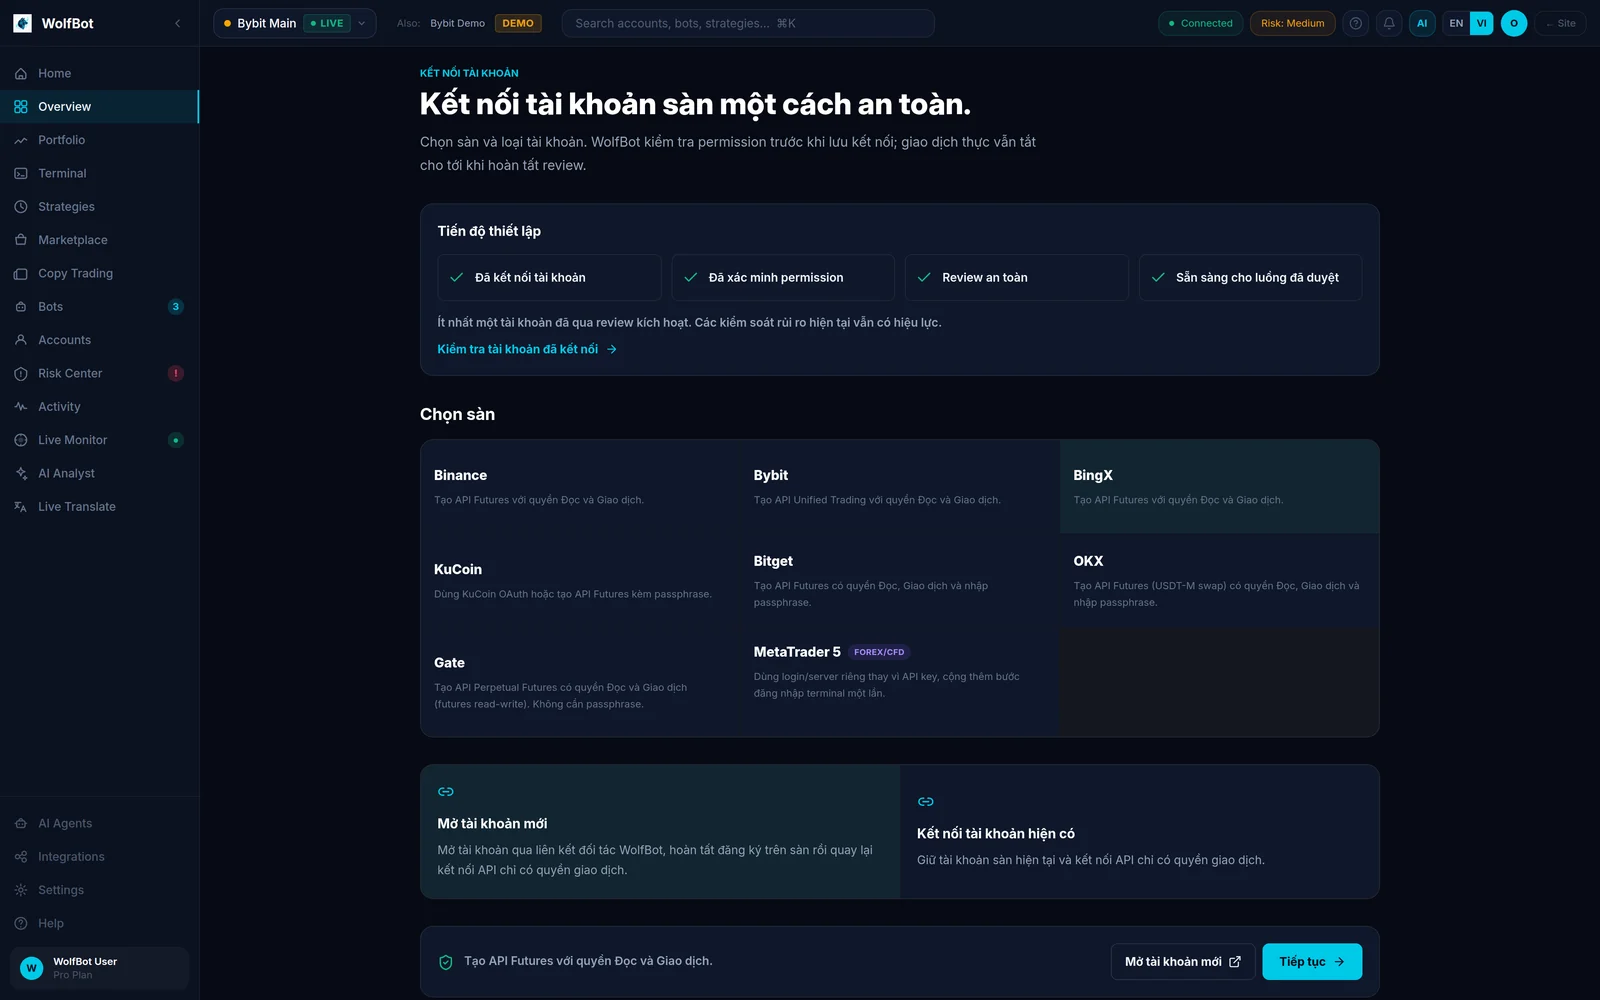 WolfBot
Bybit Main
LIVE
Also:
Bybit Demo
DEMO
Search accounts, bots, strategies... ⌘K
Connected
Risk: Medium
AI
EN
VI
O
← Site
Home
Overview
Portfolio
Terminal
Strategies
Marketplace
Copy Trading
Bots
3
Accounts
Risk Center
!
Activity
Live Monitor
AI Analyst
Live Translate
AI Agents
Integrations
Settings
Help
W
WolfBot User
Pro Plan
KẾT NỐI TÀI KHOẢN
Kết nối tài khoản sàn một cách an toàn.
Chọn sàn và loại tài khoản. WolfBot kiểm tra permission trước khi lưu kết nối; giao dịch thực vẫn tắt
cho tới khi hoàn tất review.
Tiến độ thiết lập
Đã kết nối tài khoản
Đã xác minh permission
Review an toàn
Sẵn sàng cho luồng đã duyệt
Ít nhất một tài khoản đã qua review kích hoạt. Các kiểm soát rủi ro hiện tại vẫn có hiệu lực.
Kiểm tra tài khoản đã kết nối →
Chọn sàn
Binance
Tạo API Futures với quyền Đọc và Giao dịch.
Bybit
Tạo API Unified Trading với quyền Đọc và Giao dịch.
BingX
Tạo API Futures với quyền Đọc và Giao dịch.
KuCoin
Dùng KuCoin OAuth hoặc tạo API Futures kèm passphrase.
Bitget
Tạo API Futures có quyền Đọc, Giao dịch và nhập
passphrase.
OKX
Tạo API Futures (USDT-M swap) có quyền Đọc, Giao dịch và
nhập passphrase.
Gate
Tạo API Perpetual Futures có quyền Đọc và Giao dịch
(futures read-write). Không cần passphrase.
MetaTrader 5
FOREX/CFD
Dùng login/server riêng thay vì API key, cộng thêm bước
đăng nhập terminal một lần.
Mở tài khoản mới
Mở tài khoản qua liên kết đối tác WolfBot, hoàn tất đăng ký trên sàn rồi quay lại
kết nối API chỉ có quyền giao dịch.
Kết nối tài khoản hiện có
Giữ tài khoản sàn hiện tại và kết nối API chỉ có quyền giao dịch.
Tạo API Futures với quyền Đọc và Giao dịch.
Mở tài khoản mới
Tiếp tục →